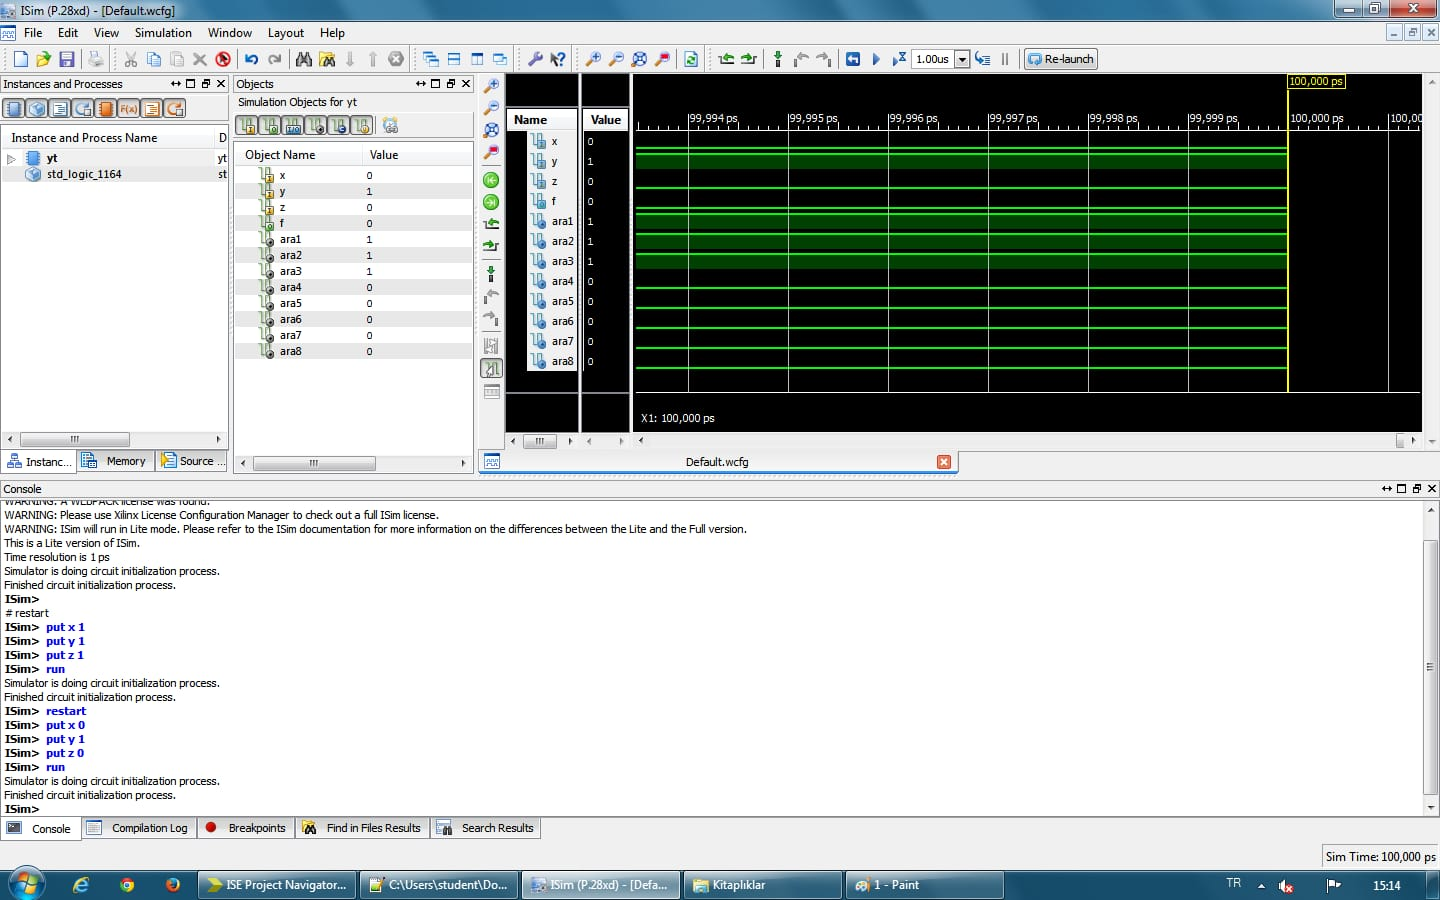 ISim (P.28xd) - [Default.wcfg]
File Edit View Simulation Window Layout Help
1.00us Re-launch
Instances and Processes
Instance and Process Name D
yt yt
std_logic_1164 st
Instanc... Memory Source ...
Objects
Simulation Objects for yt
Object Name Value
x 0
y 1
z 0
f 0
ara1 1
ara2 1
ara3 1
ara4 0
ara5 0
ara6 0
ara7 0
ara8 0
Name Value
x 0
y 1
z 0
f 0
ara1 1
ara2 1
ara3 1
ara4 0
ara5 0
ara6 0
ara7 0
ara8 0
100,000 ps
99,994 ps 99,995 ps 99,996 ps 99,997 ps 99,998 ps 99,999 ps 100,000 ps 100,00
X1: 100,000 ps
Default.wcfg
Console
WARNING: A WEBPACK license was found.
WARNING: Please use Xilinx License Configuration Manager to check out a full ISim license.
WARNING: ISim will run in Lite mode. Please refer to the ISim documentation for more information on the differences between the Lite and the Full version.
This is a Lite version of ISim.
Time resolution is 1 ps
Simulator is doing circuit initialization process.
Finished circuit initialization process.
ISim>
# restart
ISim> put x 1
ISim> put y 1
ISim> put z 1
ISim> run
Simulator is doing circuit initialization process.
Finished circuit initialization process.
ISim> restart
ISim> put x 0
ISim> put y 1
ISim> put z 0
ISim> run
Simulator is doing circuit initialization process.
Finished circuit initialization process.
ISim>
Console Compilation Log Breakpoints Find in Files Results Search Results
Sim Time: 100,000 ps
ISE Project Navigator... C:\Users\student\Do... ISim (P.28xd) - [Defa... Kitaplıklar 1 - Paint TR 15:14